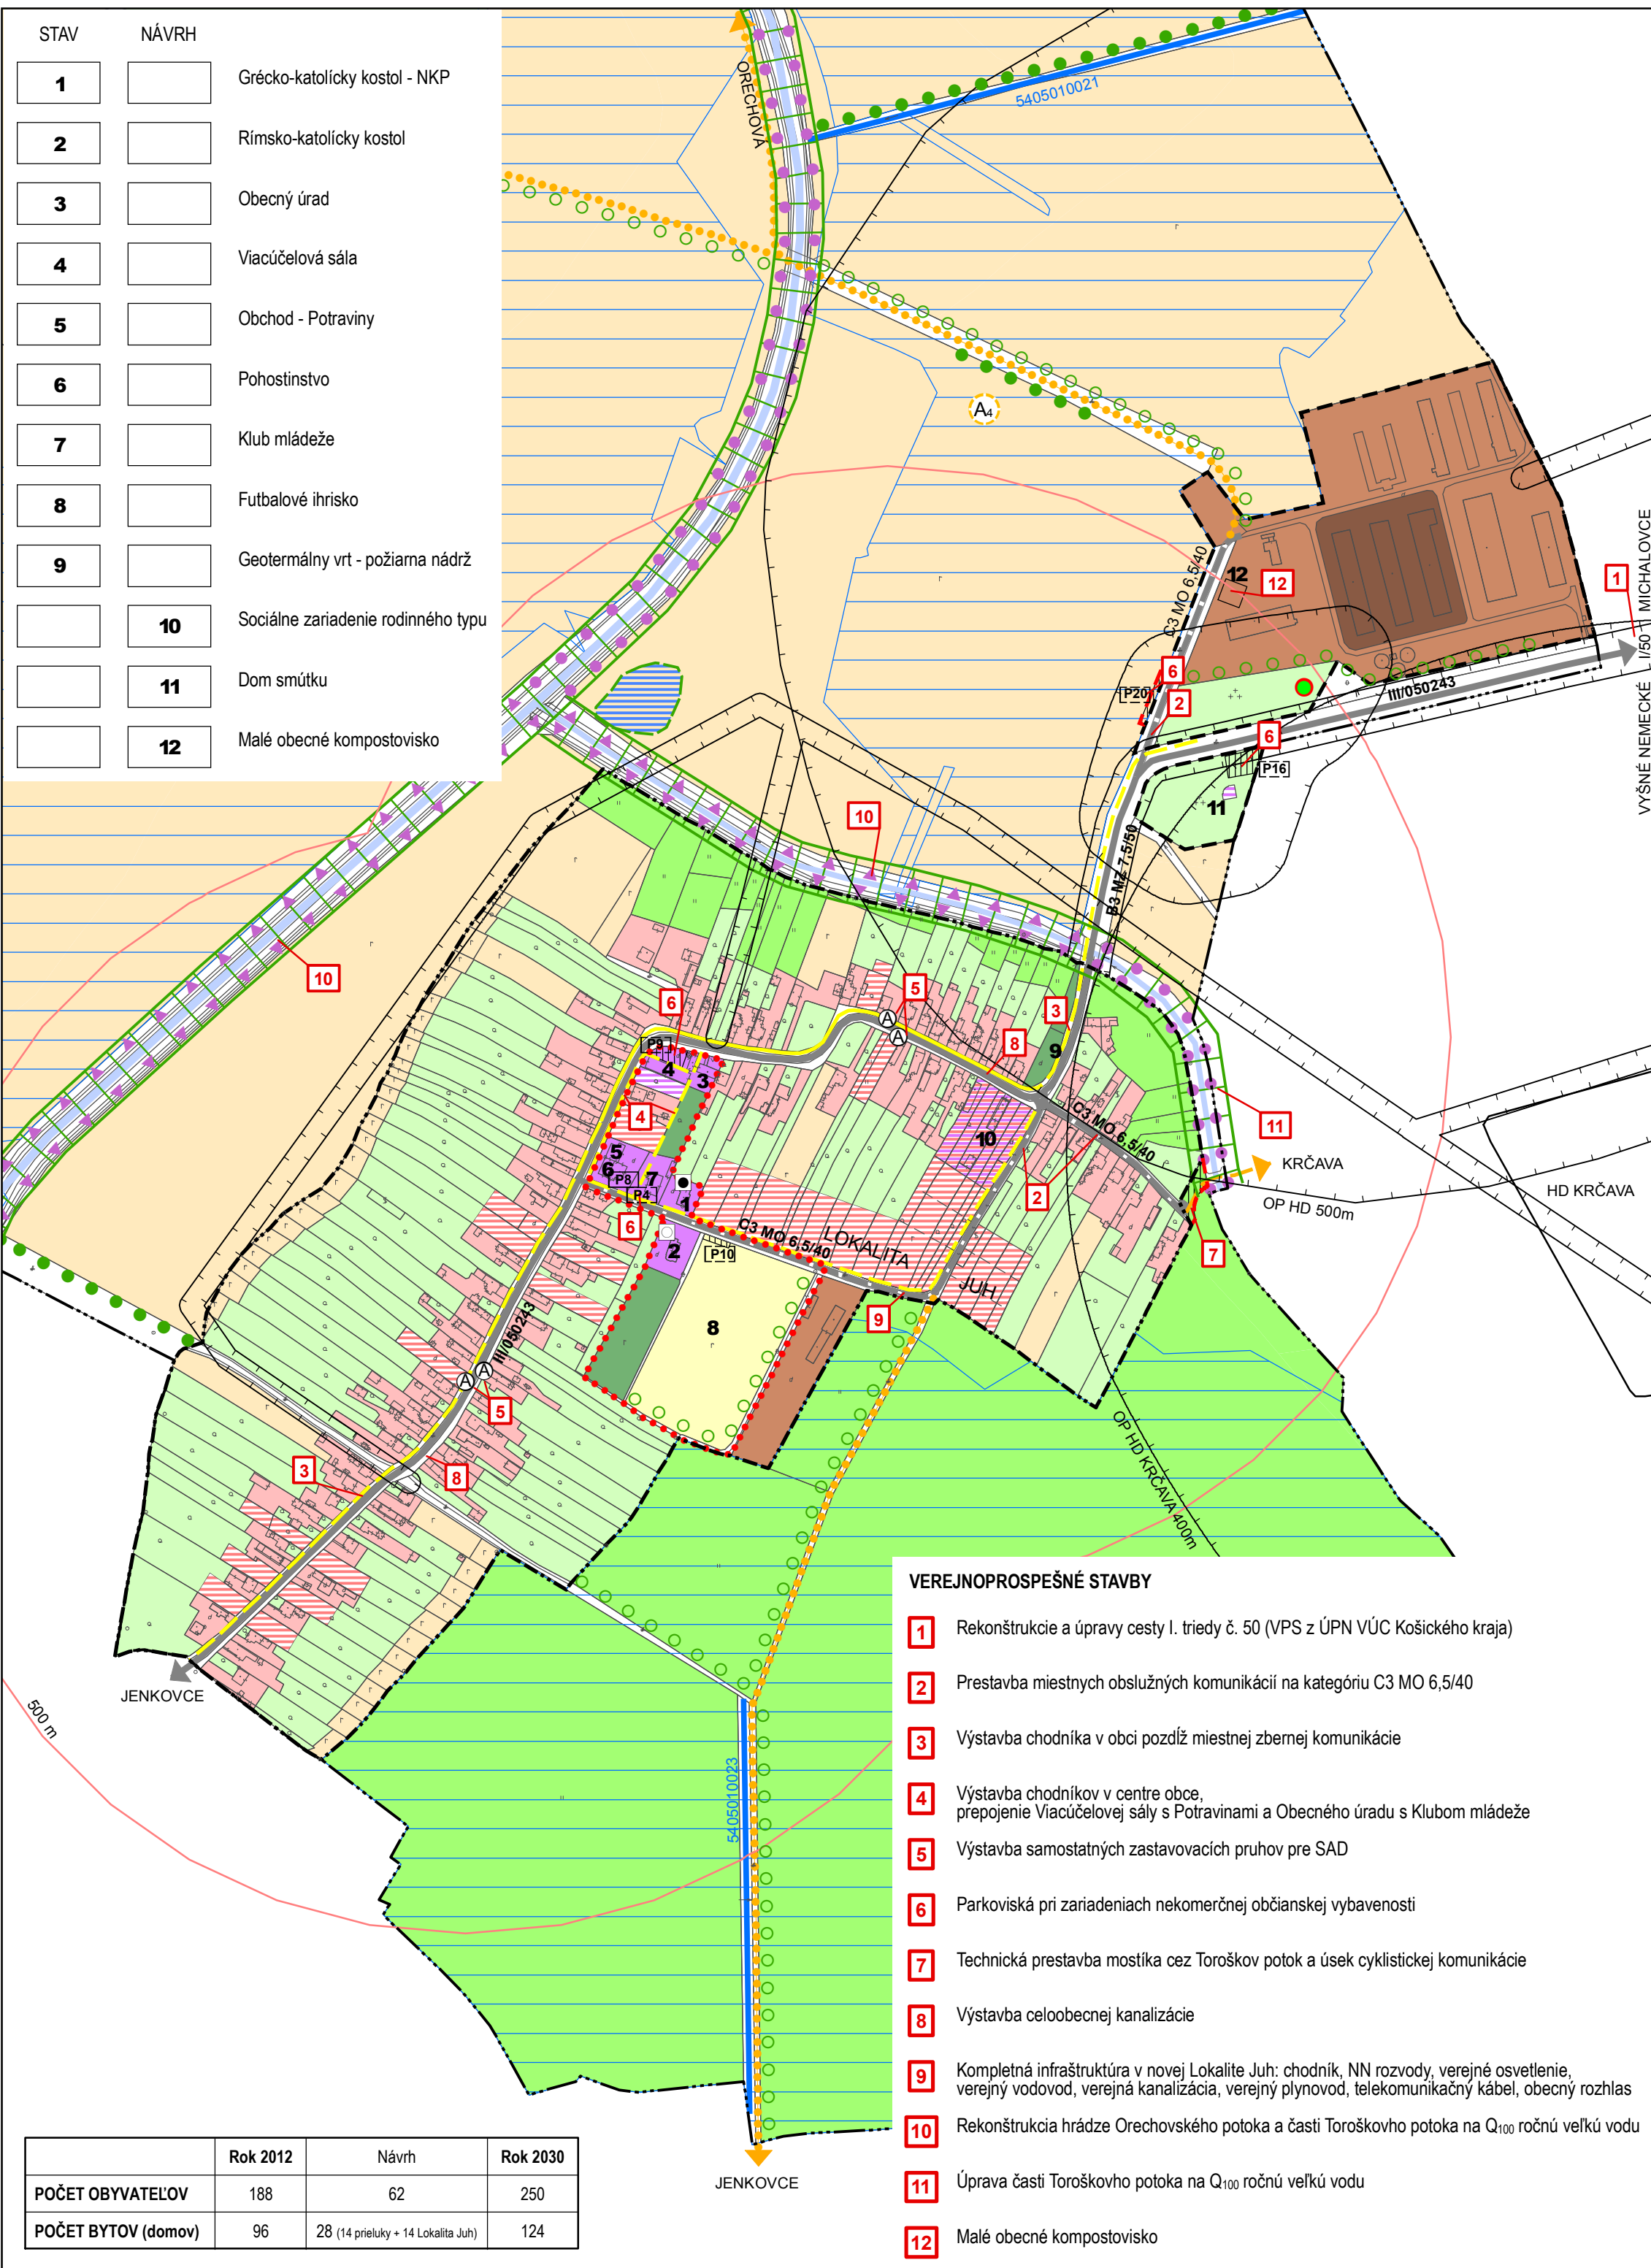 STAV NÁVRH
1 Grécko-katolícky kostol - NKP
2 Rímsko-katolícky kostol
3 Obecný úrad
4 Viacúčelová sála
5 Obchod - Potraviny
6 Pohostinstvo
7 Klub mládeže
8 Futbalové ihrisko
9 Geotermálny vrt - požiarna nádrž
10 Sociálne zariadenie rodinného typu
11 Dom smútku
12 Malé obecné kompostovisko
ORECHOVÁ
5405010021
A4
C3 MO 6,5/40
12
12
1
VYŠNÉ NEMECKÉ I/50 MICHALOVCE
6
P20
2
III/050243
6
P16
11
B3 MZ 7,5/50
10
10
5
A
A
6
3
8
9
P9
4
3
4
C3 MO 6,5/40
10
11
5
6
P8
7
P4
1
KRČAVA
2
OP HD 500m
HD KRČAVA
6
C3 MO 6,5/40
LOKALITA
JUH
2
P10
7
9
8
III/050243
A
A
5
3
8
OP HD KRČAVA 400m
JENKOVCE
500 m
5405010023
JENKOVCE
VEREJNOPROSPEŠNÉ STAVBY
1 Rekonštrukcie a úpravy cesty I. triedy č. 50 (VPS z ÚPN VÚC Košického kraja)
2 Prestavba miestnych obslužných komunikácií na kategóriu C3 MO 6,5/40
3 Výstavba chodníka v obci pozdĺž miestnej zbernej komunikácie
4 Výstavba chodníkov v centre obce,
prepojenie Viacúčelovej sály s Potravinami a Obecného úradu s Klubom mládeže
5 Výstavba samostatných zastavovacích pruhov pre SAD
6 Parkoviská pri zariadeniach nekomerčnej občianskej vybavenosti
7 Technická prestavba mostíka cez Toroškov potok a úsek cyklistickej komunikácie
8 Výstavba celoobecnej kanalizácie
9 Kompletná infraštruktúra v novej Lokalite Juh: chodník, NN rozvody, verejné osvetlenie,
verejný vodovod, verejná kanalizácia, verejný plynovod, telekomunikačný kábel, obecný rozhlas
10 Rekonštrukcia hrádze Orechovského potoka a časti Toroškovho potoka na Q100 ročnú veľkú vodu
11 Úprava časti Toroškovho potoka na Q100 ročnú veľkú vodu
12 Malé obecné kompostovisko
Rok 2012 Návrh Rok 2030
POČET OBYVATEĽOV 188 62 250
POČET BYTOV (domov) 96 28 (14 prieluky + 14 Lokalita Juh) 124